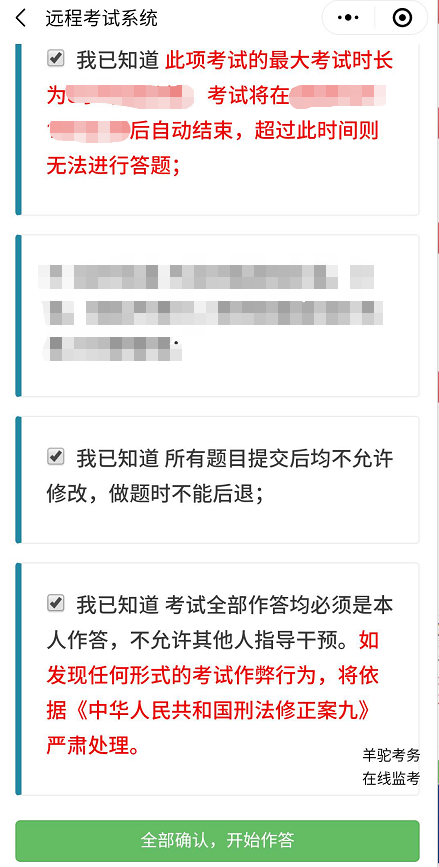 远程考试系统
我已知道 此项考试的最大考试时长
为 考试将在
后自动结束，超过此时间则
无法进行答题；
我已知道 所有题目提交后均不允许
修改，做题时不能后退；
我已知道 考试全部作答均必须是本
人作答，不允许其他人指导干预。如
发现任何形式的考试作弊行为，将依
据《中华人民共和国刑法修正案九》
严肃处理。
羊驼考务
在线监考
全部确认，开始作答